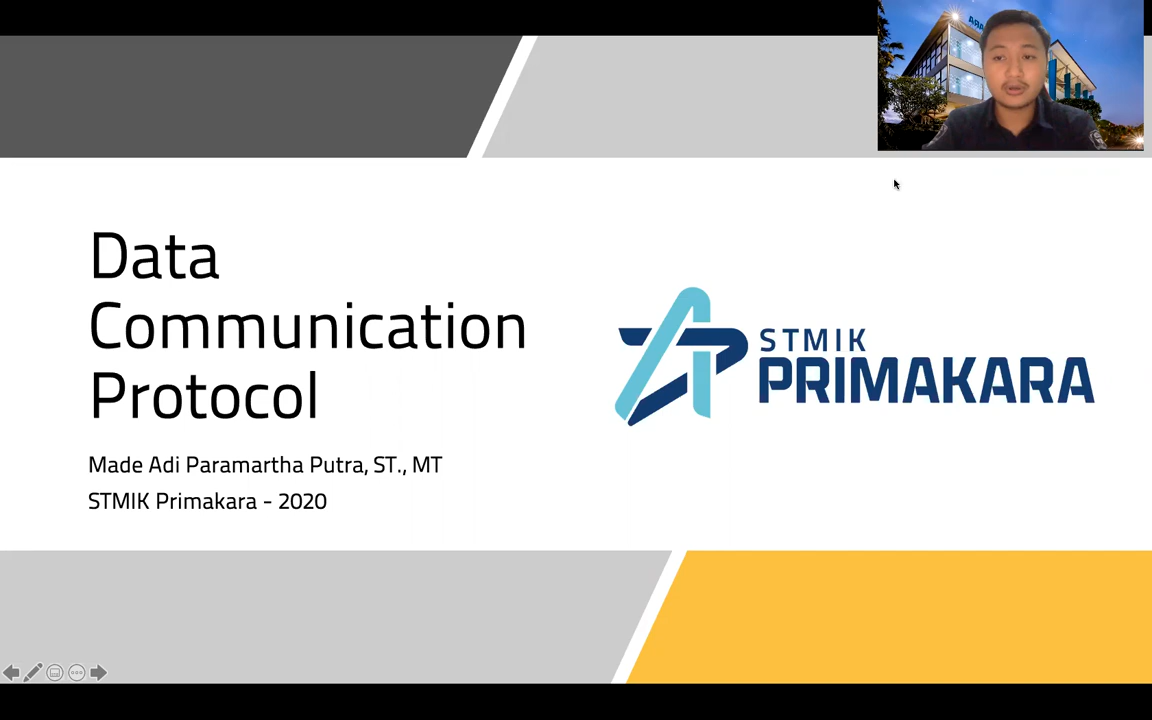 Data
Communication
Protocol
Made Adi Paramartha Putra, ST., MT
STMIK Primakara - 2020
STMIK
PRIMAKARA